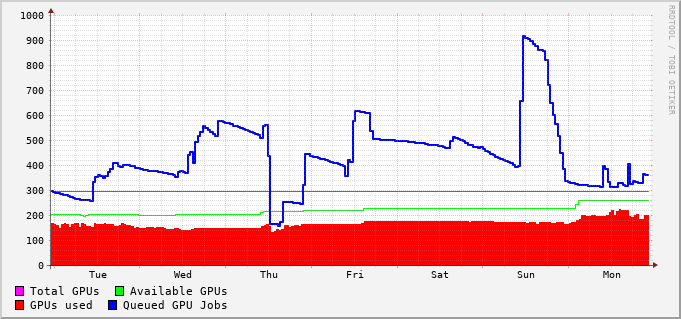 1000
900
800
700
600
500
400
300
200
100
0
Tue Wed Thu Fri Sat Sun Mon
Total GPUs Available GPUs
GPUs used Queued GPU Jobs
RRDTOOL / TOBI OETIKER